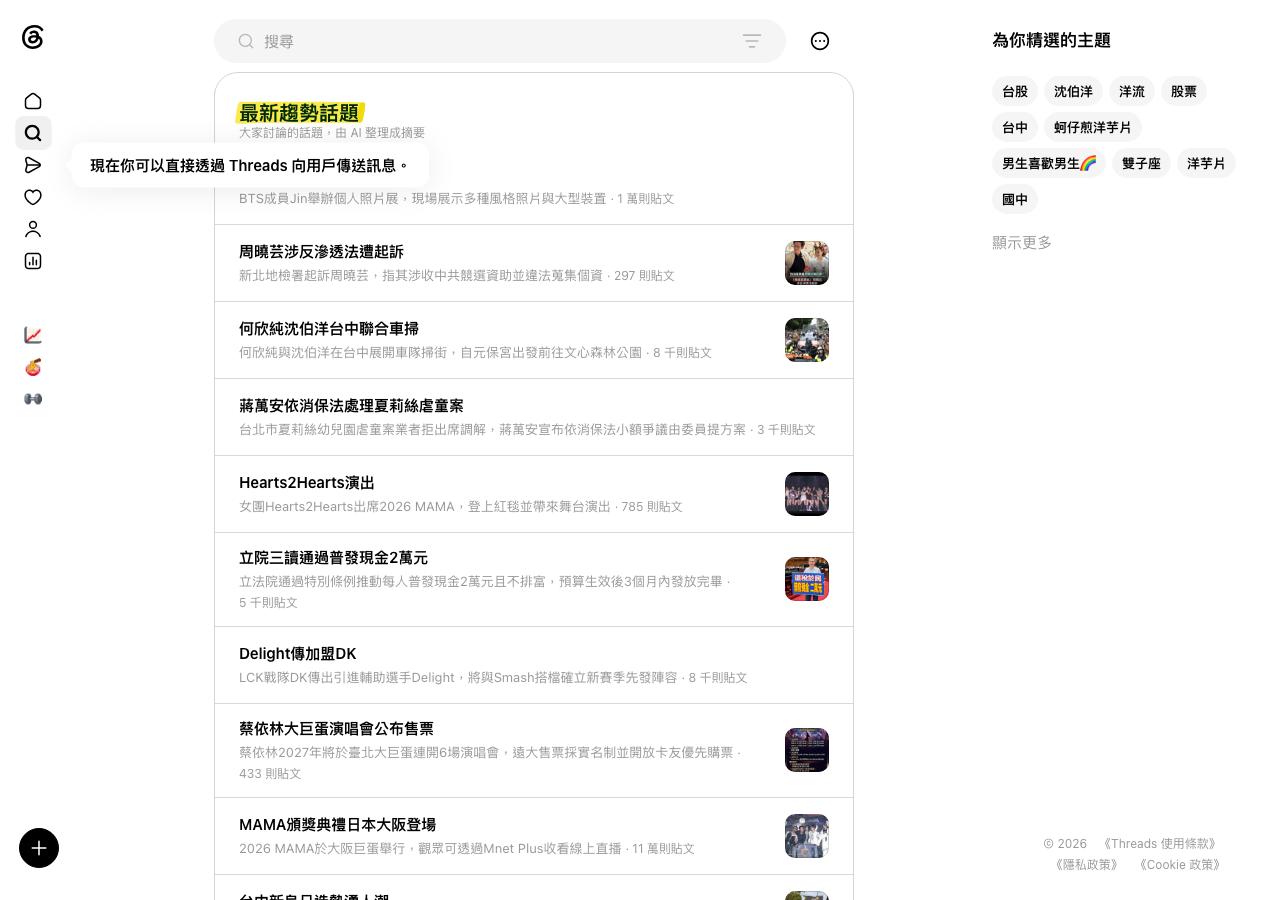 搜尋
最新趨勢話題
大家討論的話題，由 AI 整理成摘要
現在你可以直接透過 Threads 向用戶傳送訊息。
BTS成員Jin舉辦個人照片展，現場展示多種風格照片與大型裝置 · 1 萬則貼文
周曉芸涉反滲透法遭起訴
新北地檢署起訴周曉芸，指其涉收中共競選資助並違法蒐集個資 · 297 則貼文
何欣純沈伯洋台中聯合車掃
何欣純與沈伯洋在台中展開車隊掃街，自元保宮出發前往文心森林公園 · 8 千則貼文
蔣萬安依消保法處理夏莉絲虐童案
台北市夏莉絲幼兒園虐童案業者拒出席調解，蔣萬安宣布依消保法小額爭議由委員提方案 · 3 千則貼文
Hearts2Hearts演出
女團Hearts2Hearts出席2026 MAMA，登上紅毯並帶來舞台演出 · 785 則貼文
立院三讀通過普發現金2萬元
立法院通過特別條例推動每人普發現金2萬元且不排富，預算生效後3個月內發放完畢 ·
5 千則貼文
Delight傳加盟DK
LCK戰隊DK傳出引進輔助選手Delight，將與Smash搭檔確立新賽季先發陣容 · 8 千則貼文
蔡依林大巨蛋演唱會公布售票
蔡依林2027年將於臺北大巨蛋連開6場演唱會，遠大售票採實名制並開放卡友優先購票 ·
433 則貼文
MAMA頒獎典禮日本大阪登場
2026 MAMA於大阪巨蛋舉行，觀眾可透過Mnet Plus收看線上直播 · 11 萬則貼文
為你精選的主題
台股 沈伯洋 洋流 股票
台中 蚵仔煎洋芋片
男生喜歡男生🌈 雙子座 洋芋片
國中
顯示更多
© 2026 《Threads 使用條款》
《隱私政策》 《Cookie 政策》